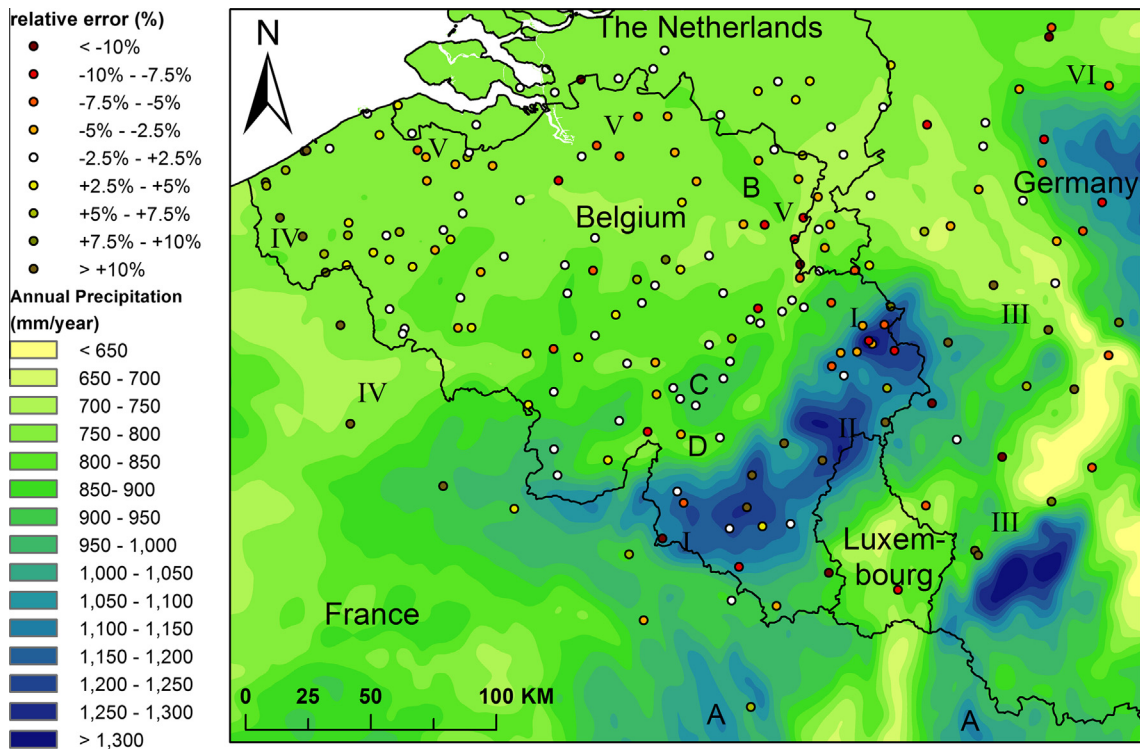 relative error (%)
< -10%
-10% - -7.5%
-7.5% - -5%
-5% - -2.5%
-2.5% - +2.5%
+2.5% - +5%
+5% - +7.5%
+7.5% - +10%
> +10%
Annual Precipitation
(mm/year)
< 650
650 - 700
700 - 750
750 - 800
800 - 850
850- 900
900 - 950
950 - 1,000
1,000 - 1,050
1,050 - 1,100
1,100 - 1,150
1,150 - 1,200
1,200 - 1,250
1,250 - 1,300
> 1,300
N
The Netherlands
VI
V
V
Germany
B
V
Belgium
IV
I
III
IV
C
II
D
III
I
Luxem-
bourg
France
0 25 50 100 KM
A
A